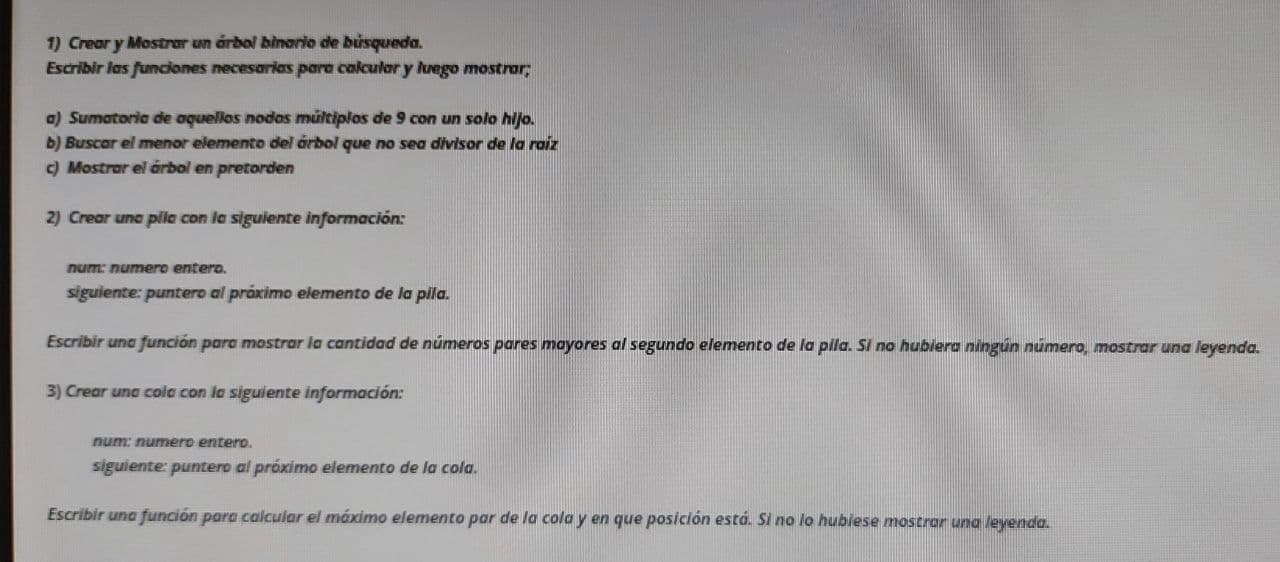 1) Crear y Mostrar un árbol binario de búsqueda.
Escribir las funciones necesarias para calcular y luego mostrar;
a) Sumatoria de aquellos nodos múltiplos de 9 con un solo hijo.
b) Buscar el menor elemento del árbol que no sea divisor de la raíz
c) Mostrar el árbol en pretorden
2) Crear una pila con la siguiente información:
num: numero entero.
siguiente: puntero al próximo elemento de la pila.
Escribir una función para mostrar la cantidad de números pares mayores al segundo elemento de la pila. Si no hubiera ningún número, mostrar una leyenda.
3) Crear una cola con la siguiente información:
num: numero entero.
siguiente: puntero al próximo elemento de la cola.
Escribir una función para calcular el máximo elemento par de la cola y en que posición está. Si no lo hubiese mostrar una leyenda.